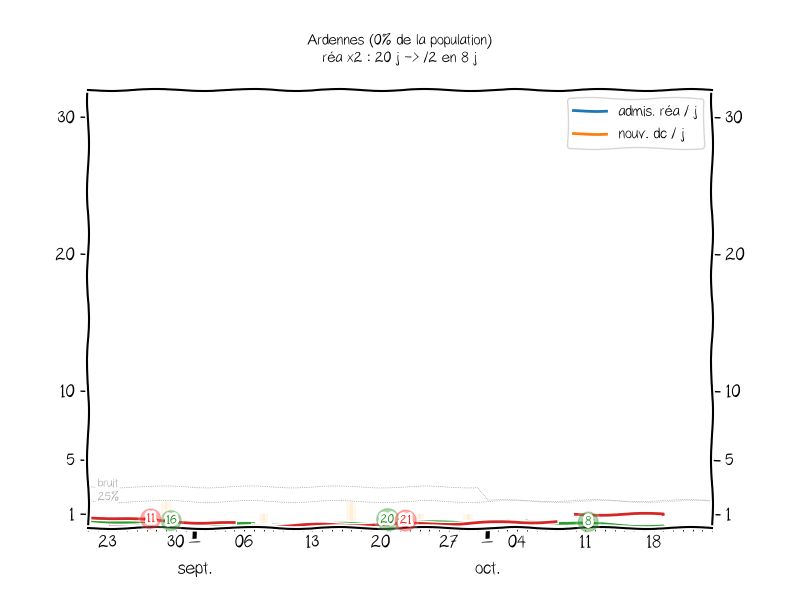 Ardennes (0% de la population)
réa x2 : 20 j -> /2 en 8 j
admis. réa / j
nouv. dc / j
30 30
20 20
10 10
5 5
bruit
25%
1 1
11 16 20 21 8
23 30 06 13 20 27 04 11 18
sept. oct.